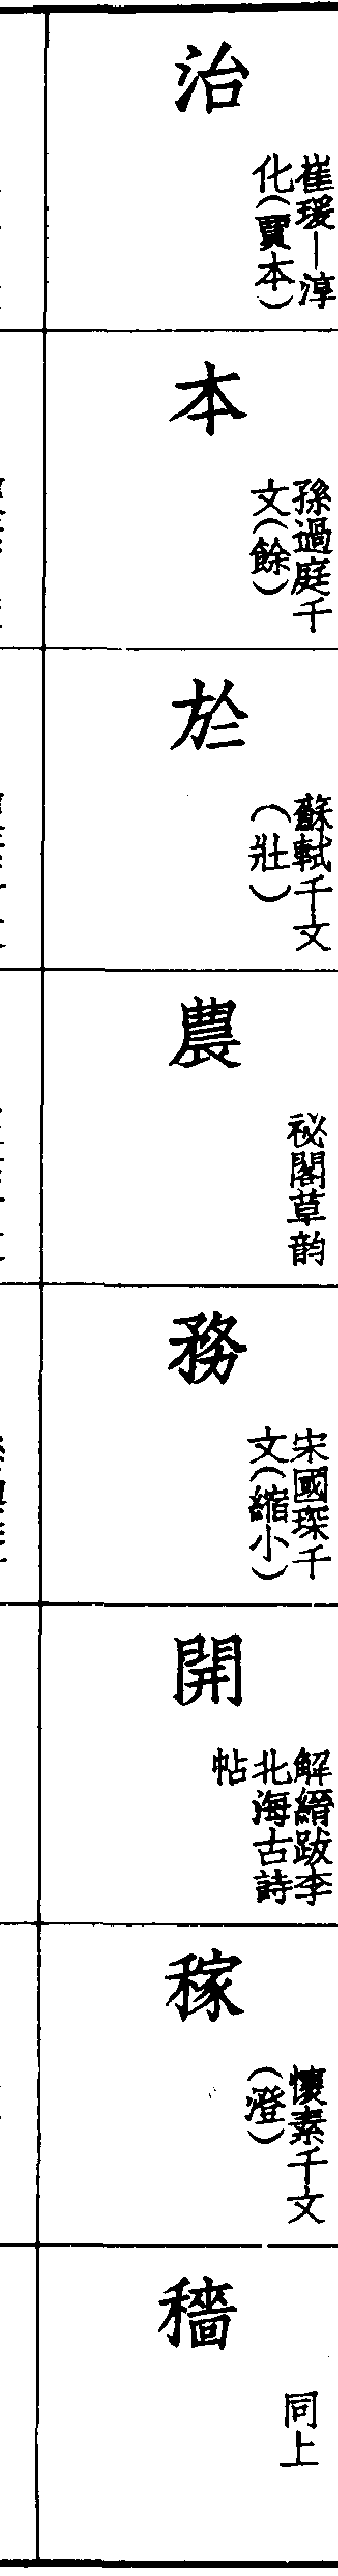 治
崔瑗—淳
化（賈本）
本
孫過庭千
文（餘）
於
蘇軾千文
（壯）
農
祕閣草韵
務
宋國琛千
文（縮小）
開
解縉跋李
北海古詩
帖
稼
懷素千文
（澄）
穡
同上